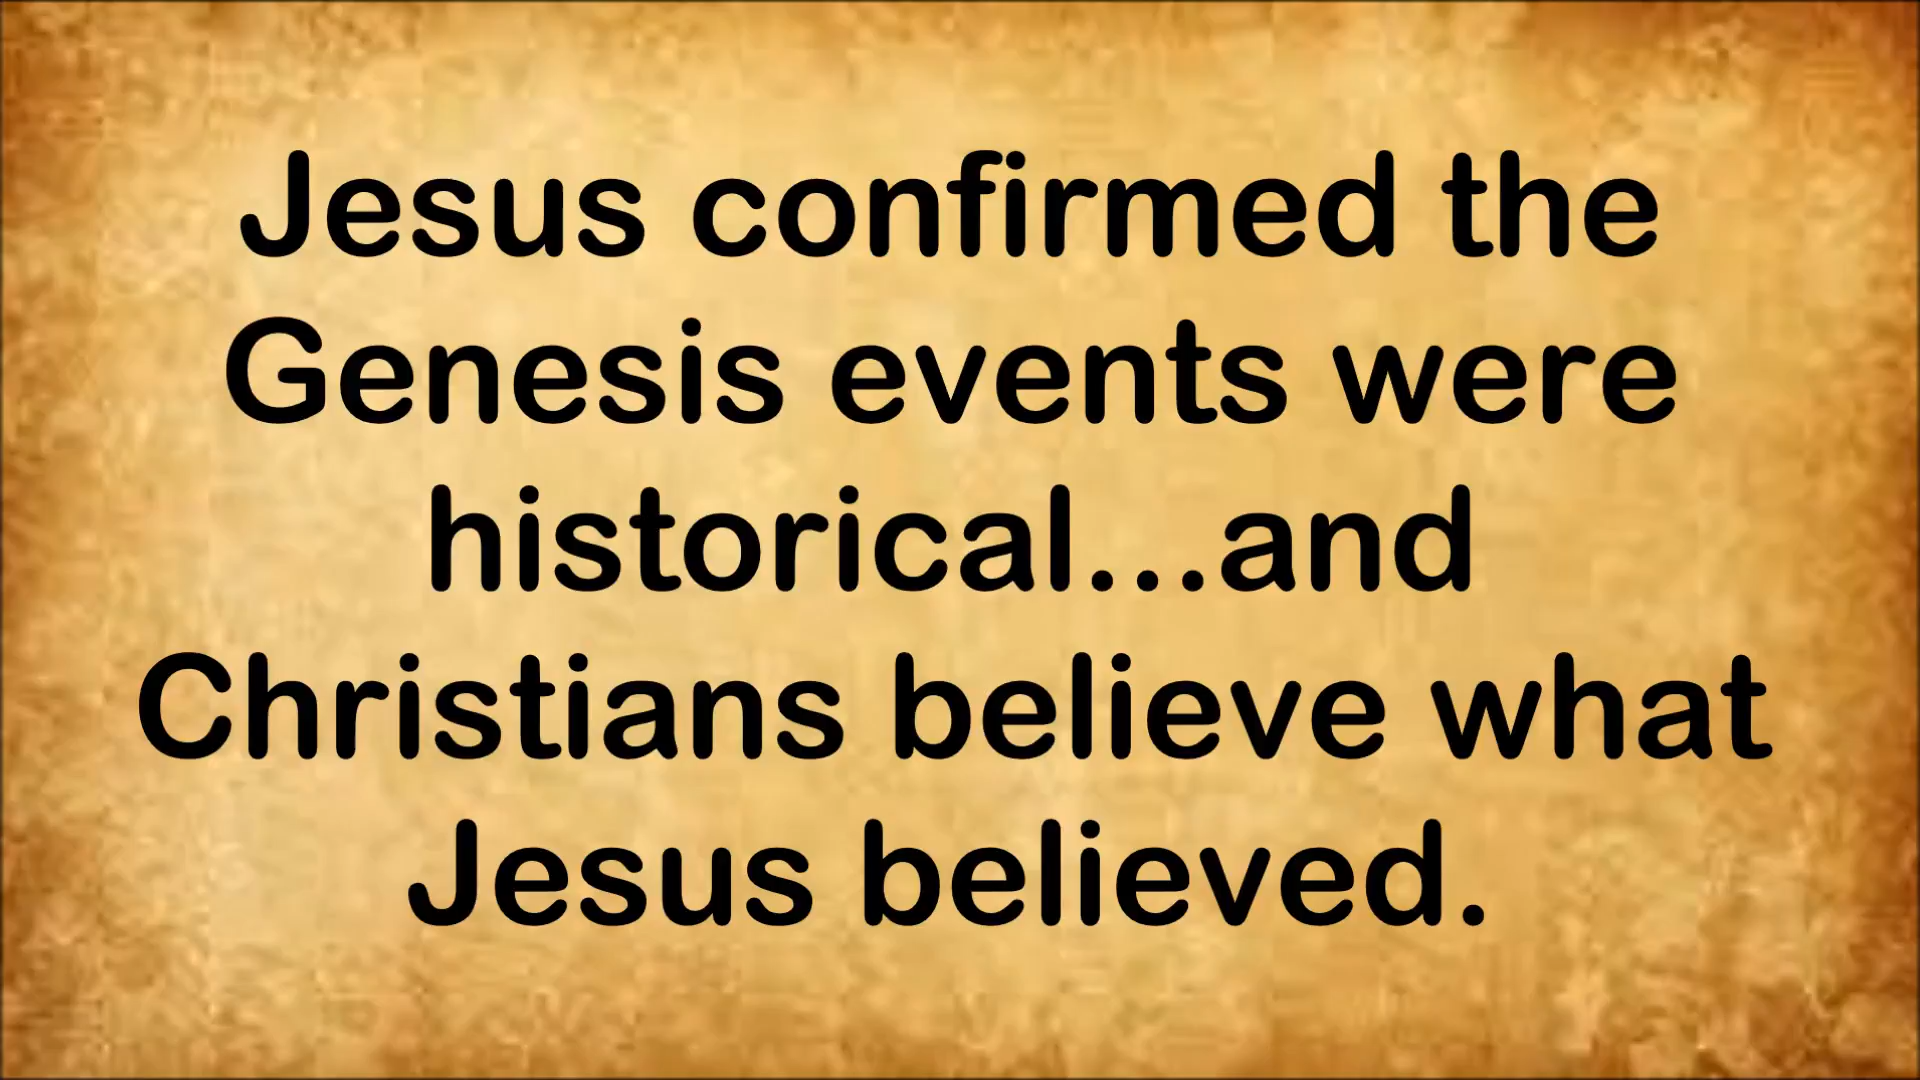 Jesus confirmed the
Genesis events were
historical...and
Christians believe what
Jesus believed.